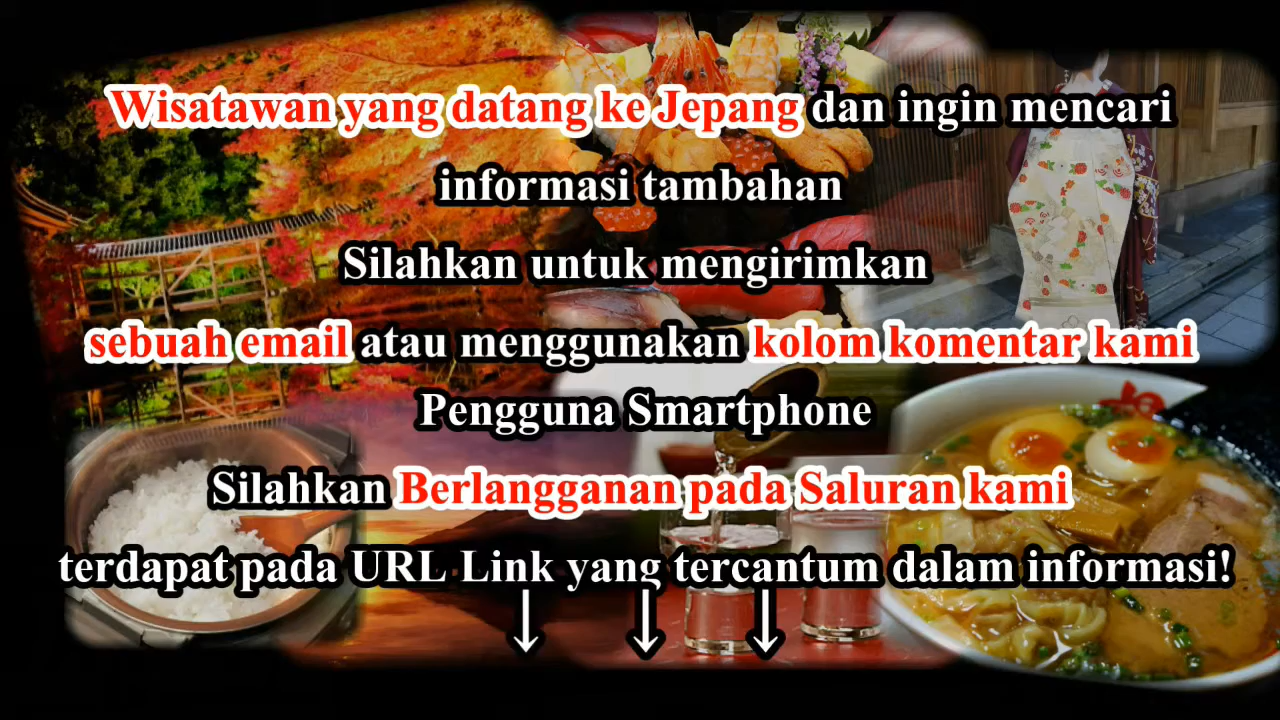 Wisatawan yang datang ke Jepang dan ingin mencari
informasi tambahan
Silahkan untuk mengirimkan
sebuah email atau menggunakan kolom komentar kami
Pengguna Smartphone
Silahkan Berlangganan pada Saluran kami
terdapat pada URL Link yang tercantum dalam informasi!
↓ ↓ ↓